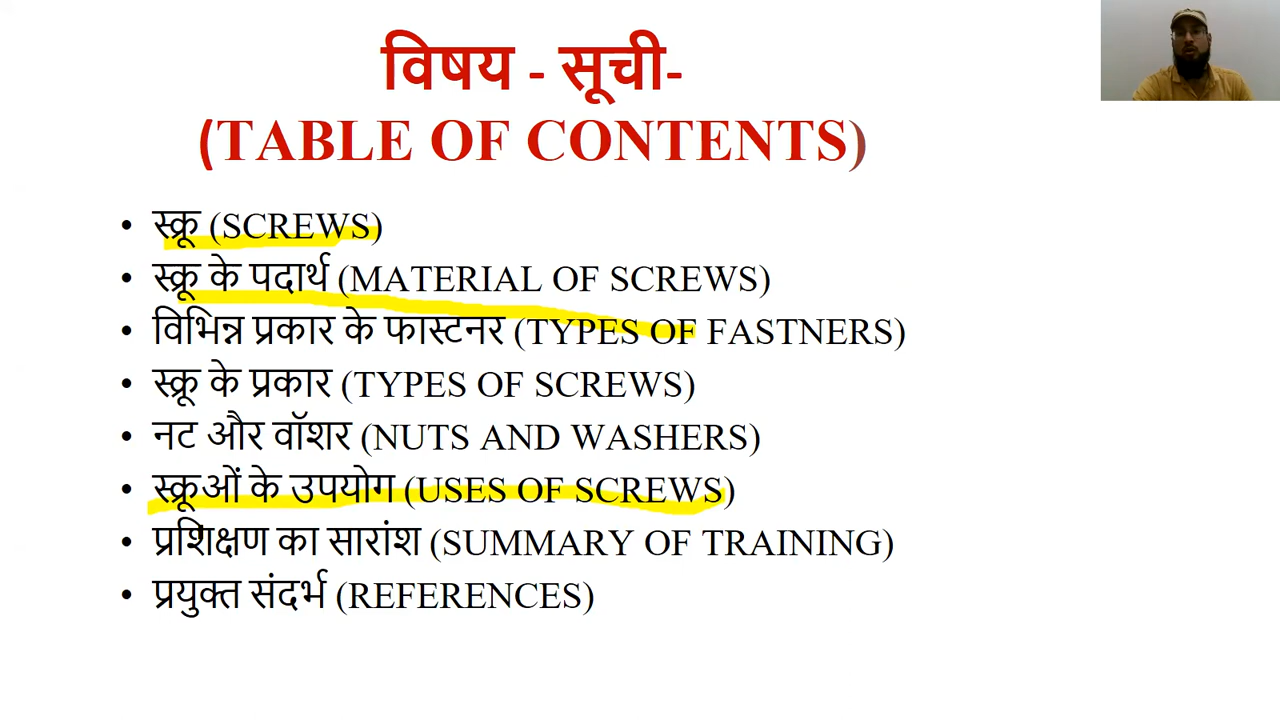 विषय - सूची-
(TABLE OF CONTENTS)
• स्क्रू (SCREWS)
• स्क्रू के पदार्थ (MATERIAL OF SCREWS)
• विभिन्न प्रकार के फास्टनर (TYPES OF FASTNERS)
• स्क्रू के प्रकार (TYPES OF SCREWS)
• नट और वॉशर (NUTS AND WASHERS)
• स्क्रूओं के उपयोग (USES OF SCREWS)
• प्रशिक्षण का सारांश (SUMMARY OF TRAINING)
• प्रयुक्त संदर्भ (REFERENCES)